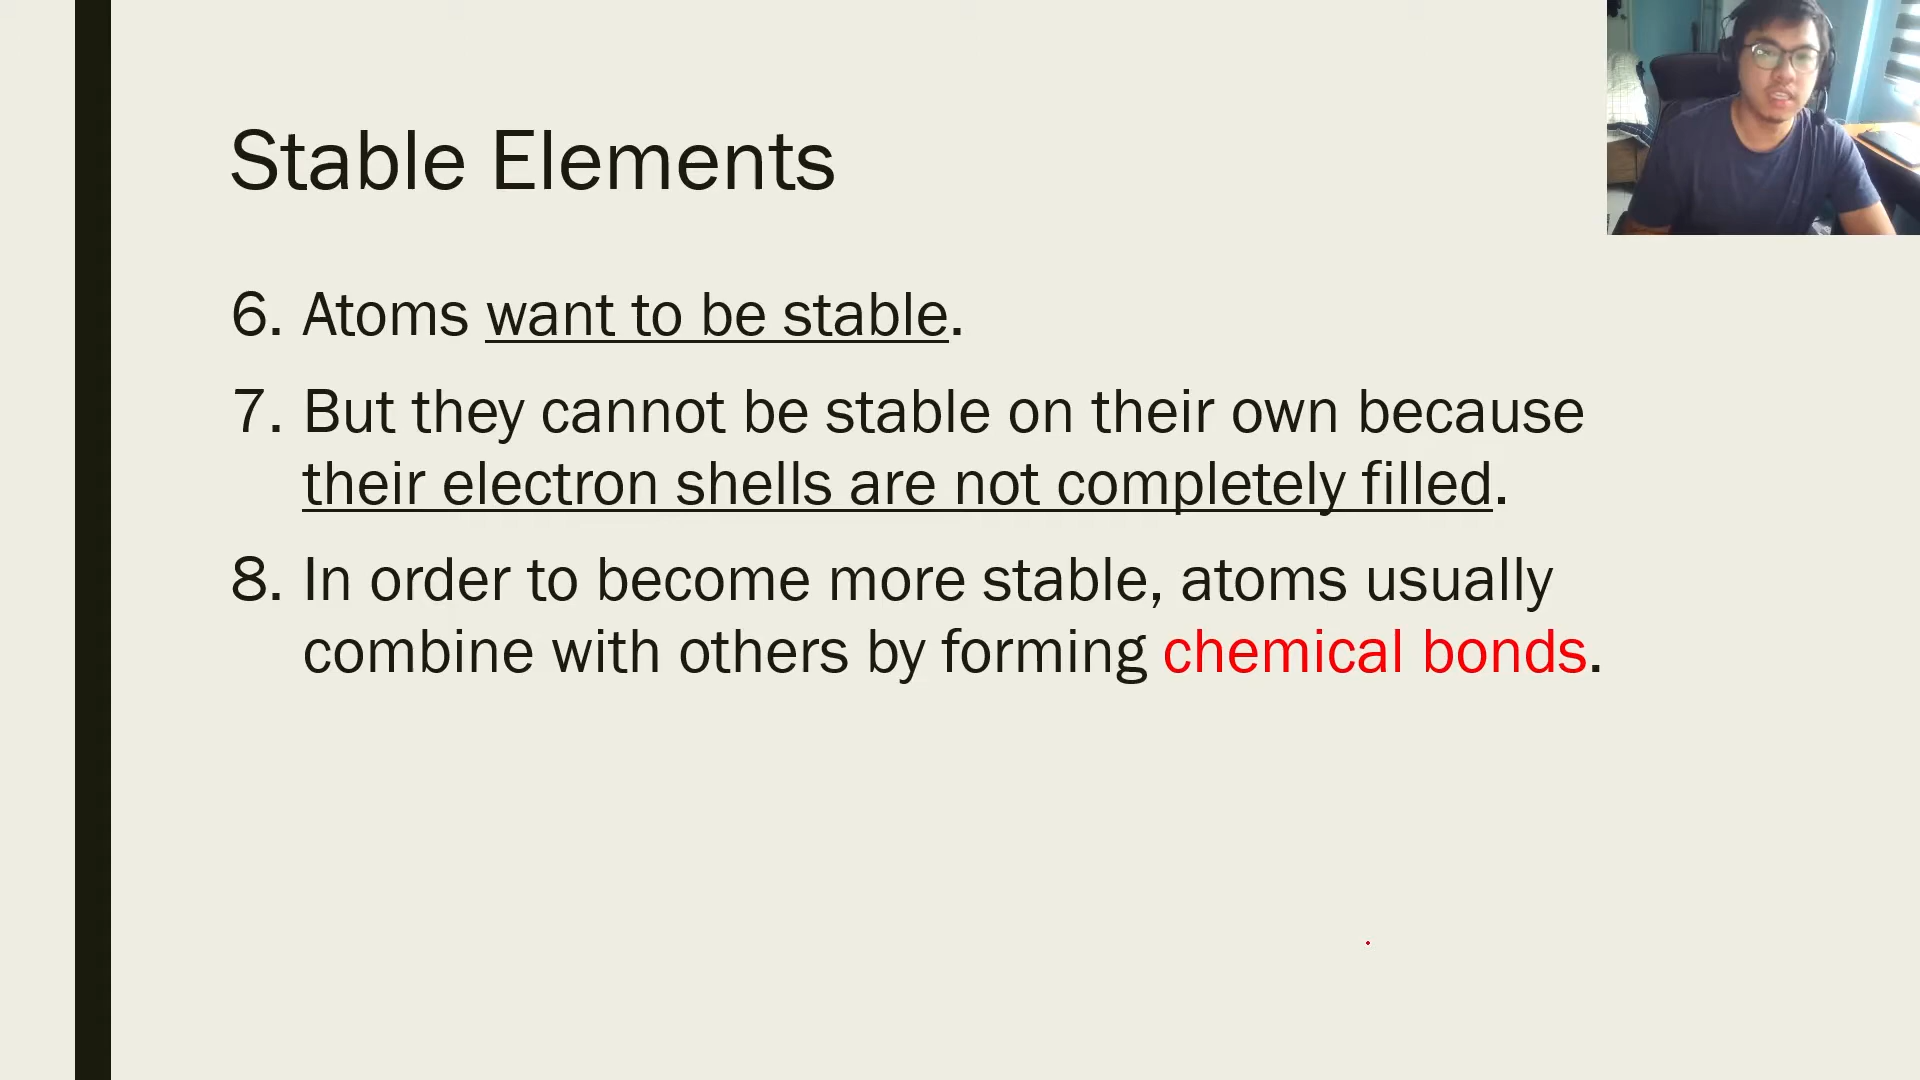 Stable Elements
6. Atoms want to be stable.
7. But they cannot be stable on their own because
their electron shells are not completely filled.
8. In order to become more stable, atoms usually
combine with others by forming chemical bonds.